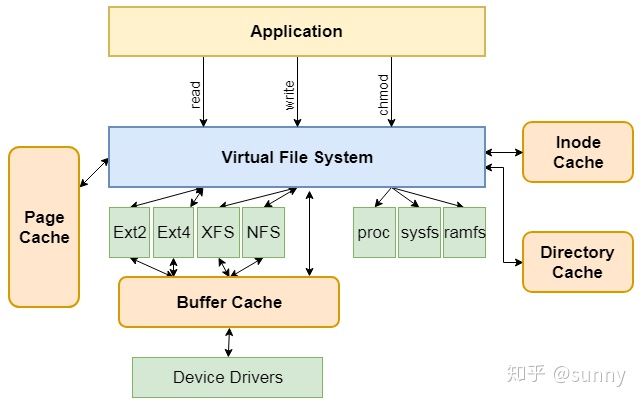 Application
read
write
chmod
Virtual File System
Inode
Cache
Page
Cache
Ext2
Ext4
XFS
NFS
proc
sysfs
ramfs
Directory
Cache
Buffer Cache
Device Drivers
知乎 @sunny